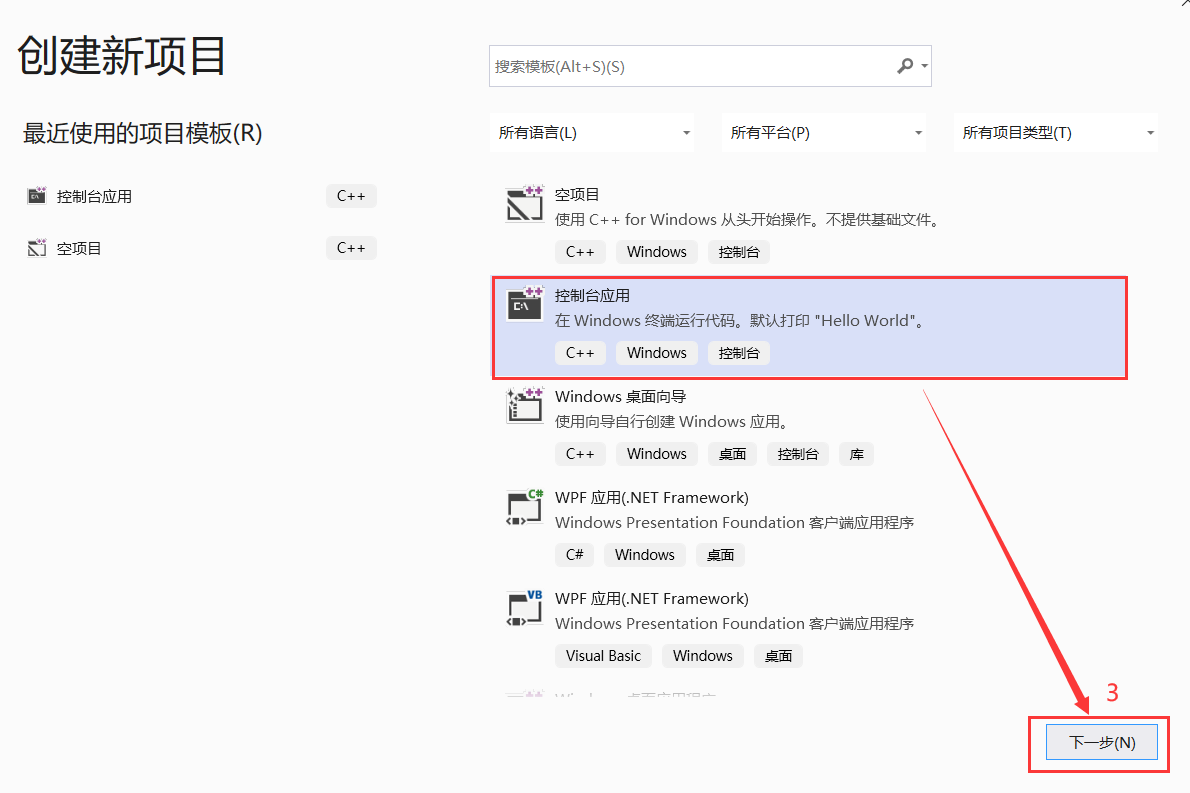 创建新项目
搜索模板(Alt+S)(S)
最近使用的项目模板(R)
所有语言(L)
所有平台(P)
所有项目类型(T)
控制台应用
C++
空项目
C++
空项目
使用 C++ for Windows 从头开始操作。不提供基础文件。
C++ Windows 控制台
控制台应用
在 Windows 终端运行代码。默认打印 "Hello World"。
C++ Windows 控制台
Windows 桌面向导
使用向导自行创建 Windows 应用。
C++ Windows 桌面 控制台 库
WPF 应用(.NET Framework)
Windows Presentation Foundation 客户端应用程序
C# Windows 桌面
WPF 应用(.NET Framework)
Windows Presentation Foundation 客户端应用程序
Visual Basic Windows 桌面
Windows 桌面应用程序
3
下一步(N)